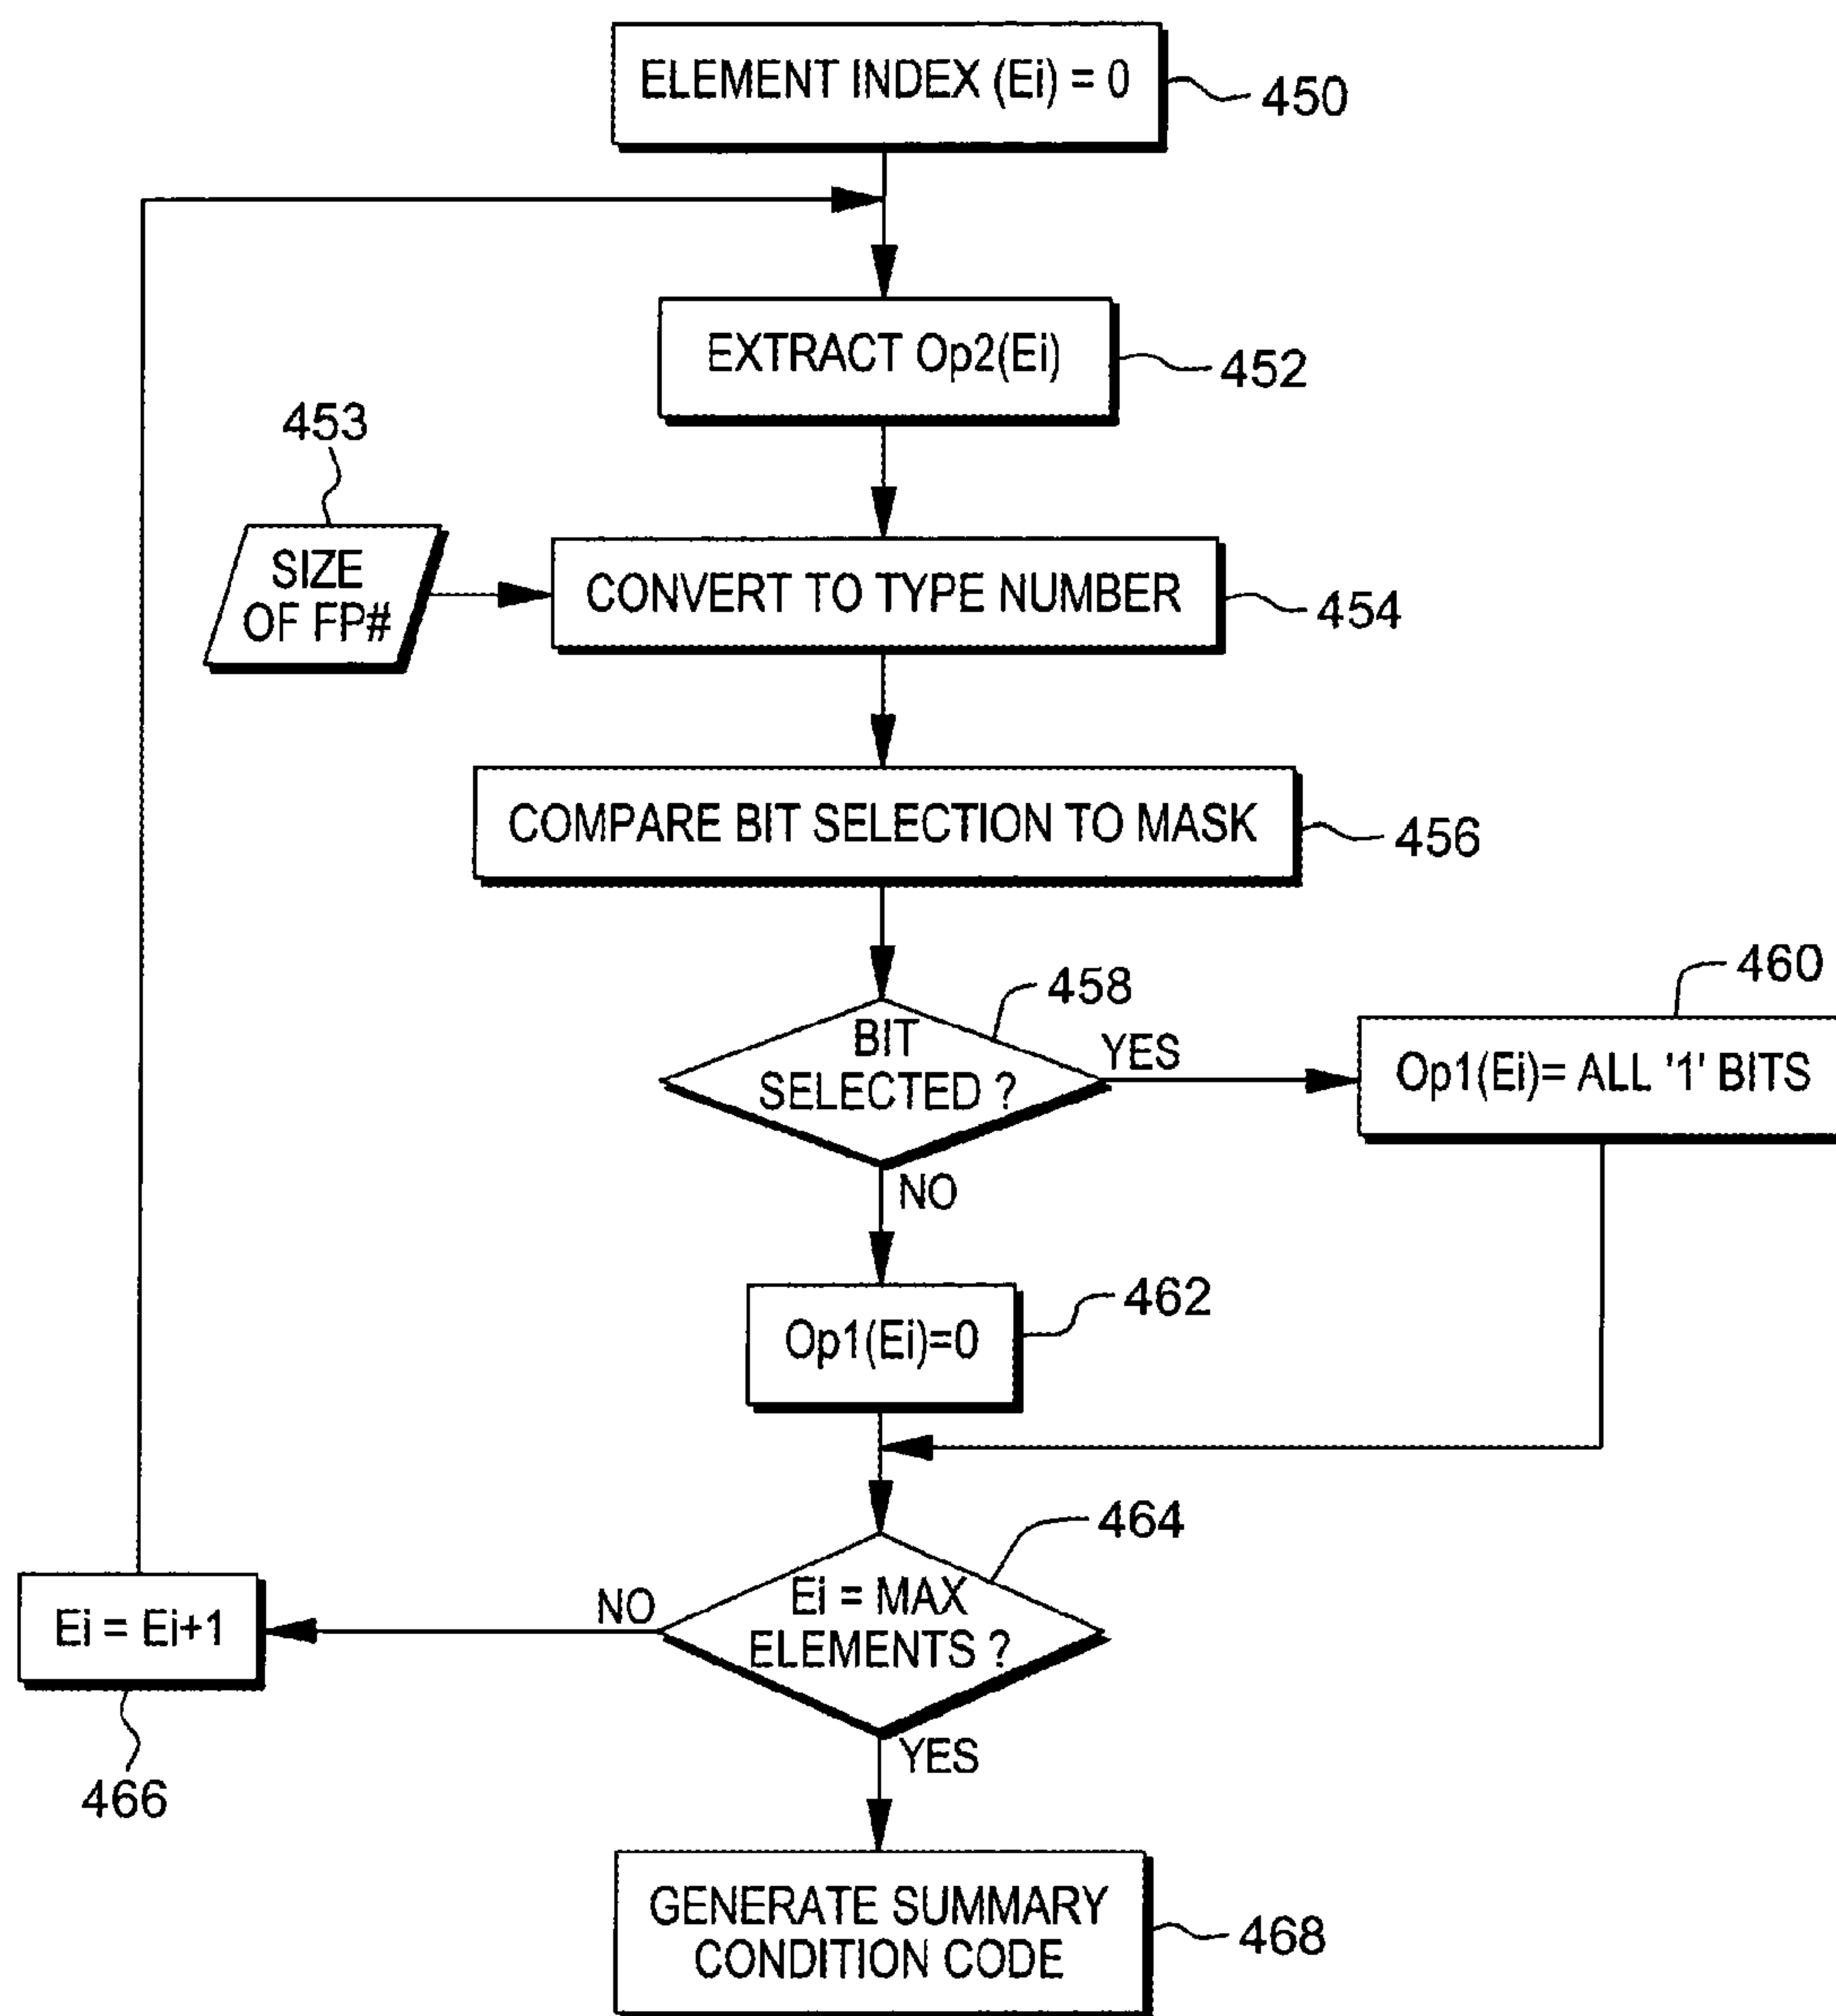 ELEMENT INDEX (Ei) = 0
450
EXTRACT Op2(Ei)
452
453
SIZE
OF FP#
CONVERT TO TYPE NUMBER
454
COMPARE BIT SELECTION TO MASK
456
458
BIT
SELECTED ?
YES
460
Op1(Ei)= ALL '1' BITS
NO
Op1(Ei)=0
462
464
Ei = MAX
ELEMENTS ?
NO
Ei = Ei+1
466
YES
GENERATE SUMMARY
CONDITION CODE
468